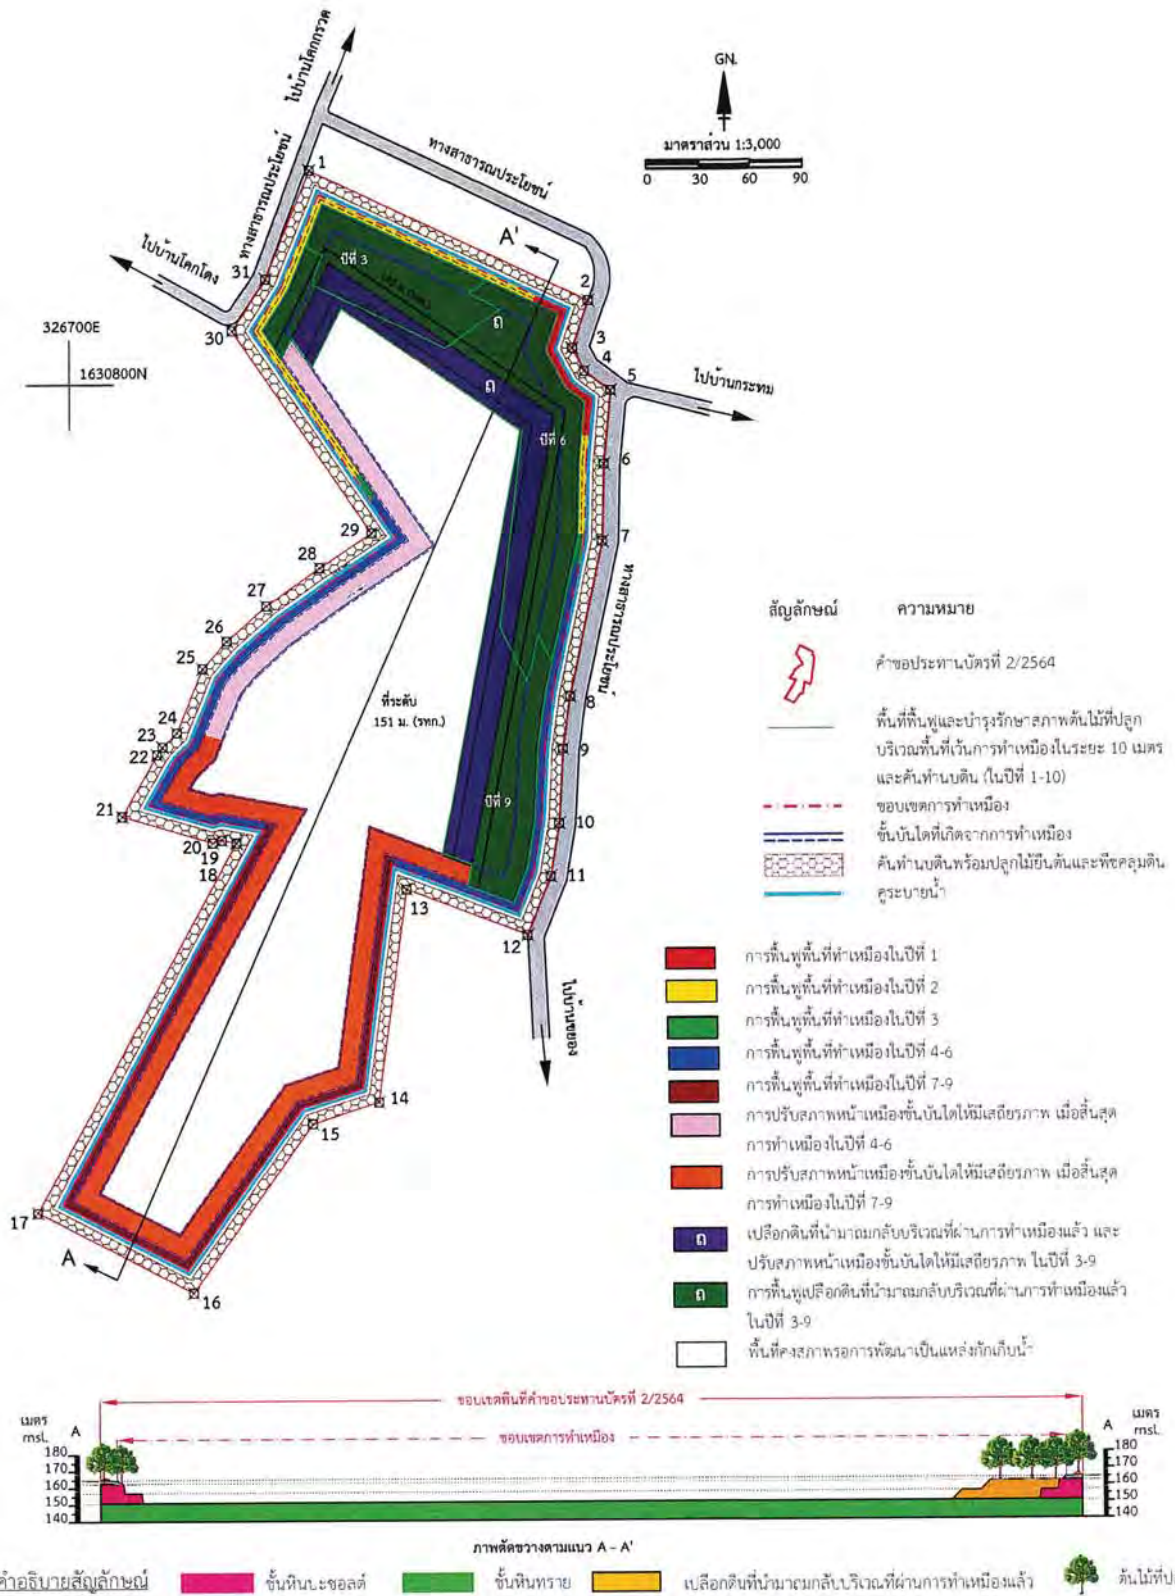 ไปบ้านโคกกรวด
GN.
มาตราส่วน 1:3,000
0 30 60 90
ทางสาธารณประโยชน์
ทางสาธารณประโยชน์
1
A'
ปีที่ 3
2
ไปบ้านโคกโตง
31
30
3
4
5
ถ
ไปบ้านกระทม
326700E
1630800N
ถ
ปีที่ 6
6
7
29
28
27
26
25
24
23
22
21
20
19
18
ทางสาธารณประโยชน์
8
9
10
11
12
13
14
15
16
17
ที่ระดับ
151 ม. (รทก.)
ปีที่ 9
A
สัญลักษณ์ ความหมาย
คำขอประทานบัตรที่ 2/2564
พื้นที่ฟื้นฟูและบำรุงรักษาสภาพต้นไม้ที่ปลูก
บริเวณพื้นที่เว้นการทำเหมืองในระยะ 10 เมตร
และคันทำนบดิน (ในปีที่ 1-10)
ขอบเขตการทำเหมือง
ขั้นบันไดที่เกิดจากการทำเหมือง
คันทำนบดินพร้อมปลูกไม้ยืนต้นและพืชคลุมดิน
คูระบายน้ำ
การฟื้นฟูพื้นที่ทำเหมืองในปีที่ 1
การฟื้นฟูพื้นที่ทำเหมืองในปีที่ 2
การฟื้นฟูพื้นที่ทำเหมืองในปีที่ 3
การฟื้นฟูพื้นที่ทำเหมืองในปีที่ 4-6
การฟื้นฟูพื้นที่ทำเหมืองในปีที่ 7-9
การปรับสภาพหน้าเหมืองขั้นบันไดให้มีเสถียรภาพ เมื่อสิ้นสุด
การทำเหมืองในปีที่ 4-6
การปรับสภาพหน้าเหมืองขั้นบันไดให้มีเสถียรภาพ เมื่อสิ้นสุด
การทำเหมืองในปีที่ 7-9
ถ เปลือกดินที่นำมาถมกลับบริเวณที่ผ่านการทำเหมืองแล้ว และ
ปรับสภาพหน้าเหมืองขั้นบันไดให้มีเสถียรภาพ ในปีที่ 3-9
ถ การฟื้นฟูเปลือกดินที่นำมาถมกลับบริเวณที่ผ่านการทำเหมืองแล้ว
ในปีที่ 3-9
พื้นที่คงสภาพรอการพัฒนาเป็นแหล่งกักเก็บน้ำ
ขอบเขตพื้นที่คำขอประทานบัตรที่ 2/2564
ขอบเขตการทำเหมือง
เมตร
msl.
A
180
170
160
150
140
A
เมตร
msl.
180
170
160
150
140
ภาพตัดขวางตามแนว A - A'
คำอธิบายสัญลักษณ์ ชั้นหินบะซอลต์ ชั้นหินทราย เปลือกดินที่นำมาถมกลับบริเวณที่ผ่านการทำเหมืองแล้ว